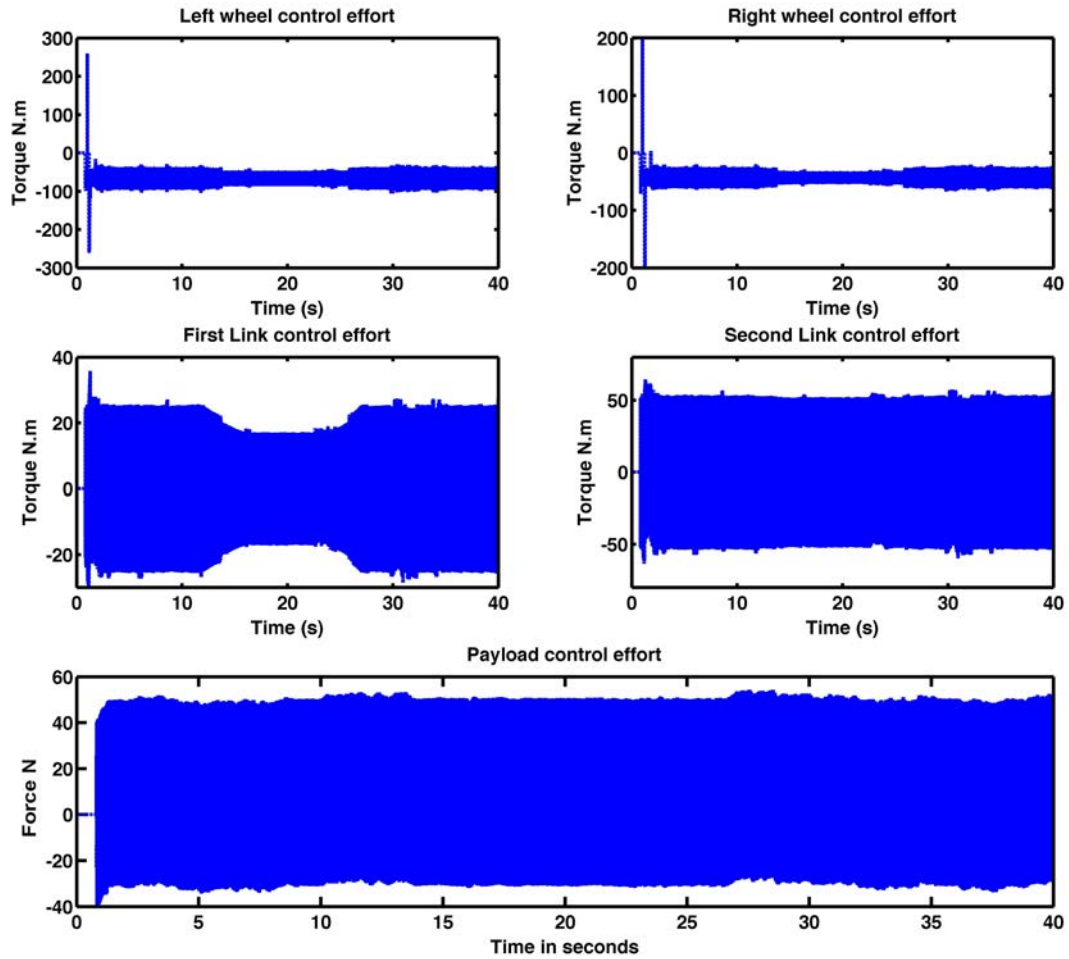 Left wheel control effort
Right wheel control effort
300
200
100
0
-100
-200
-300
Torque N.m
0 10 20 30 40
Time (s)
200
100
0
-100
-200
Torque N.m
0 10 20 30 40
Time (s)
First Link control effort
Second Link control effort
40
20
0
-20
Torque N.m
0 10 20 30 40
Time (s)
50
0
-50
Torque N.m
0 10 20 30 40
Time (s)
Payload control effort
60
40
20
0
-20
-40
Force N
0 5 10 15 20 25 30 35 40
Time in seconds